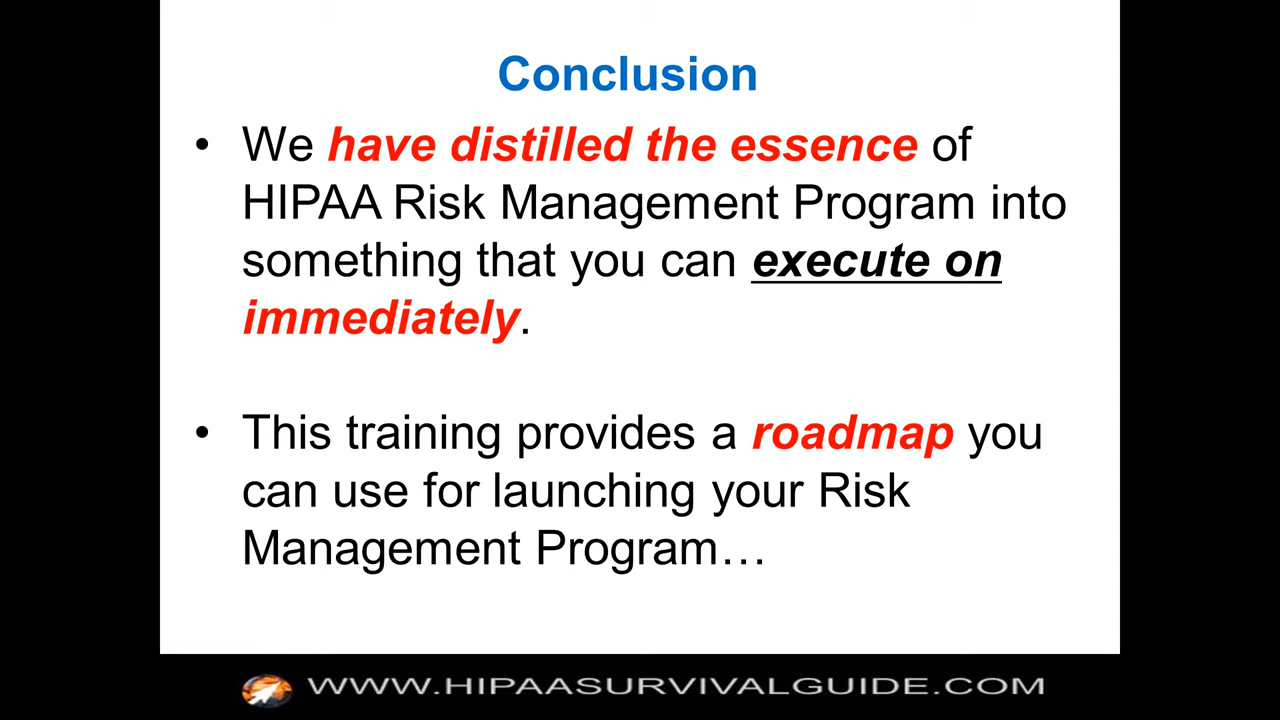 Conclusion
• We have distilled the essence of
HIPAA Risk Management Program into
something that you can execute on
immediately.
• This training provides a roadmap you
can use for launching your Risk
Management Program…
WWW.HIPAASURVIVALGUIDE.COM